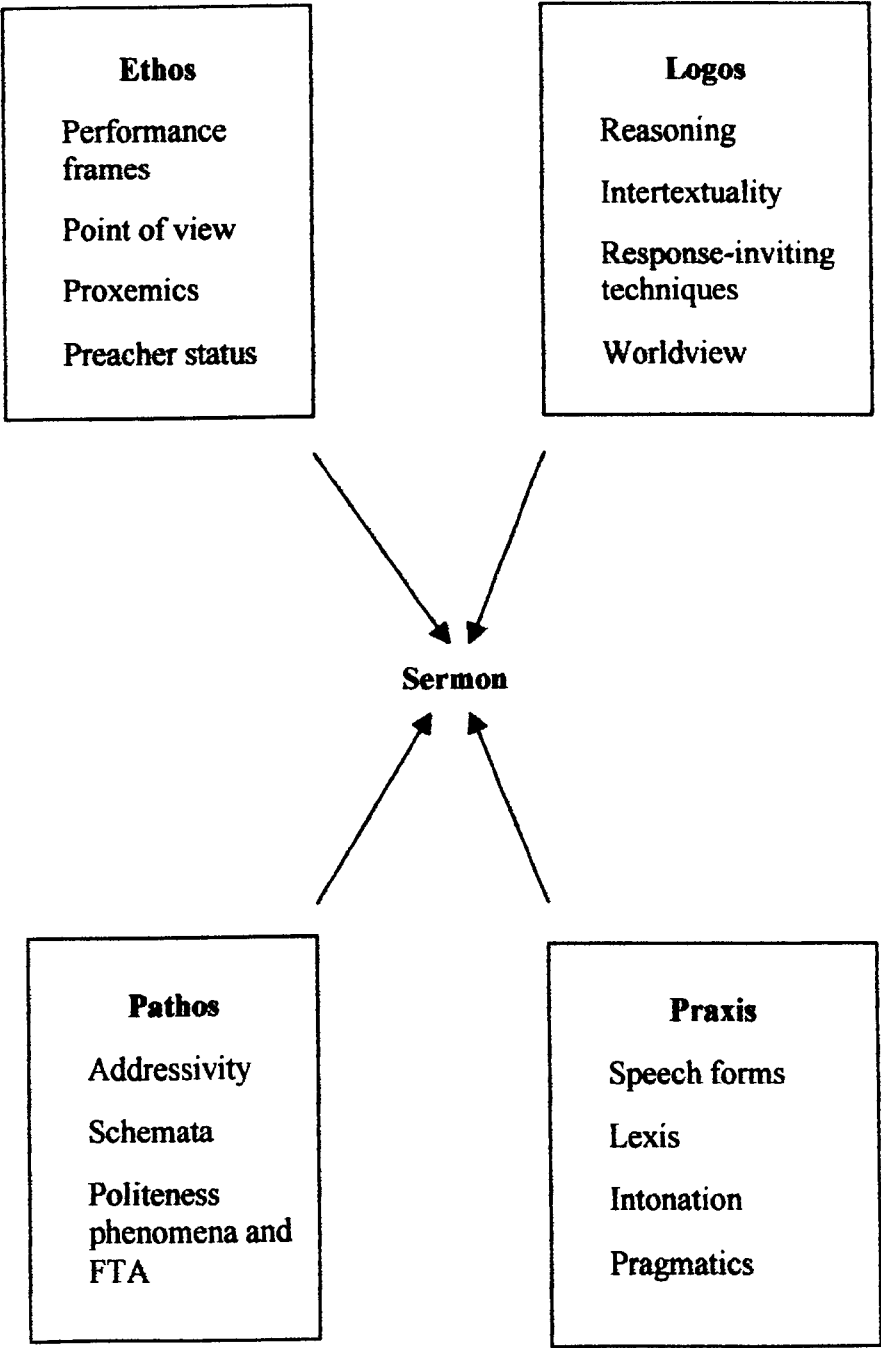 Ethos
Performance
frames
Point of view
Proxemics
Preacher status
Logos
Reasoning
Intertextuality
Response-inviting
techniques
Worldview
Sermon
Pathos
Addressivity
Schemata
Politeness
phenomena and
FTA
Praxis
Speech forms
Lexis
Intonation
Pragmatics